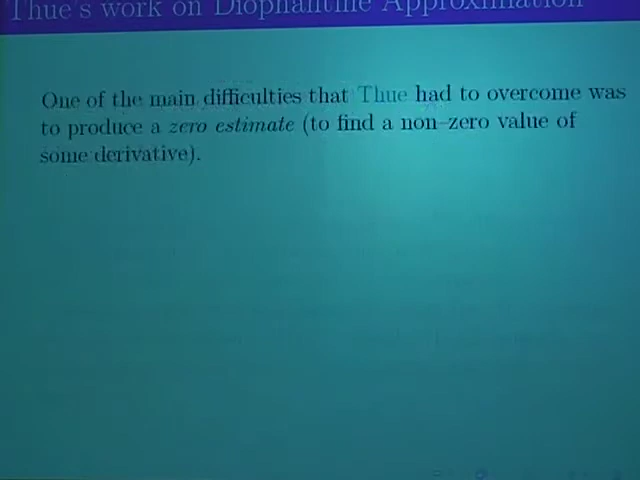 Thue's work on Diophantine Approximation
One of the main difficulties that Thue had to overcome was
to produce a zero estimate (to find a non–zero value of
some derivative).